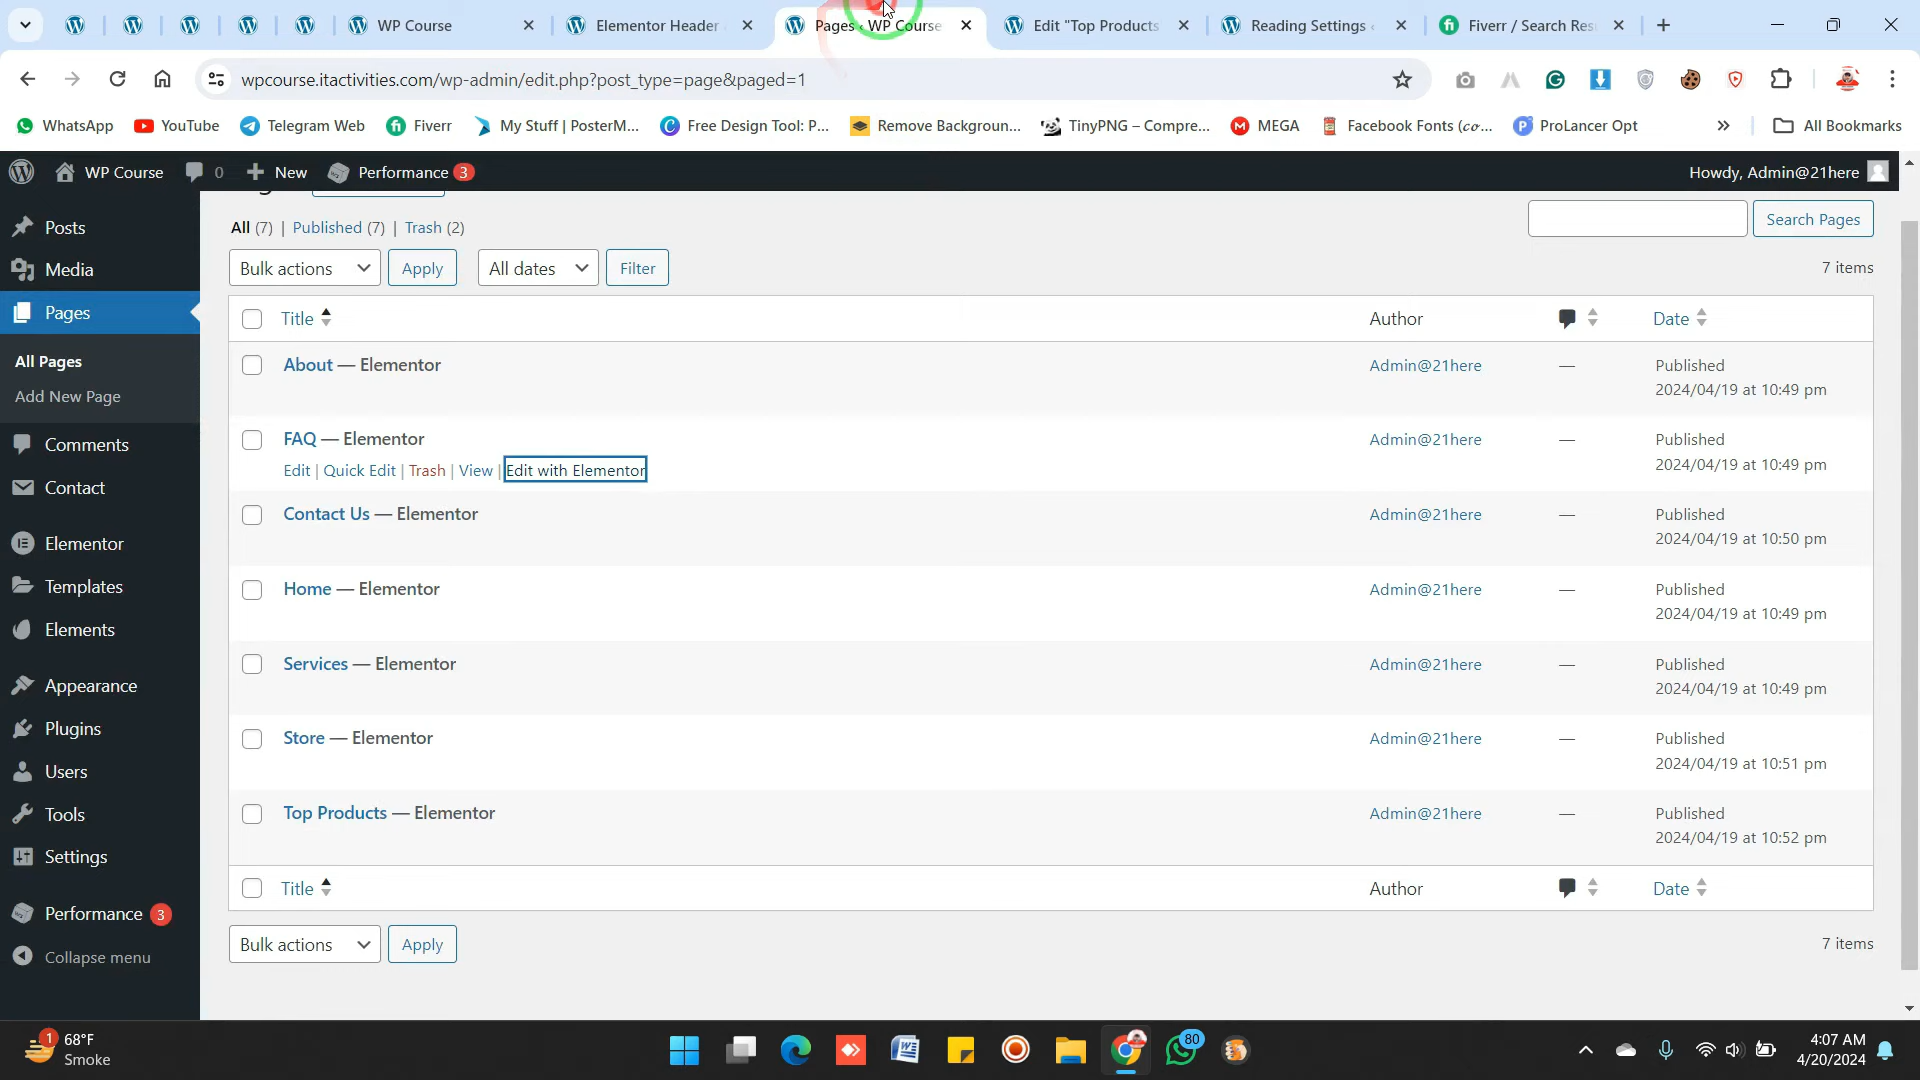 WP Course
Elementor Header
Pages ‹ WP Course
Edit "Top Products
Reading Settings ‹
Fiverr / Search Res
wpcourse.itactivities.com/wp-admin/edit.php?post_type=page&paged=1
WhatsApp
YouTube
Telegram Web
Fiverr
My Stuff | PosterM...
Free Design Tool: P...
Remove Backgroun...
TinyPNG – Compre...
MEGA
Facebook Fonts (co...
ProLancer Opt
All Bookmarks
WP Course
0
New
Performance 3
Howdy, Admin@21here
Posts
Media
Pages
All Pages
Add New Page
Comments
Contact
Elementor
Templates
Elements
Appearance
Plugins
Users
Tools
Settings
Performance 3
Collapse menu
All (7) | Published (7) | Trash (2)
Search Pages
Bulk actions
Apply
All dates
Filter
7 items
Title Author Date
About — Elementor Admin@21here — Published
2024/04/19 at 10:49 pm
FAQ — Elementor Admin@21here — Published
Edit | Quick Edit | Trash | View | Edit with Elementor 2024/04/19 at 10:49 pm
Contact Us — Elementor Admin@21here — Published
2024/04/19 at 10:50 pm
Home — Elementor Admin@21here — Published
2024/04/19 at 10:49 pm
Services — Elementor Admin@21here — Published
2024/04/19 at 10:49 pm
Store — Elementor Admin@21here — Published
2024/04/19 at 10:51 pm
Top Products — Elementor Admin@21here — Published
2024/04/19 at 10:52 pm
Title Author Date
Bulk actions
Apply
7 items
1
68°F
Smoke
80
4:07 AM
4/20/2024